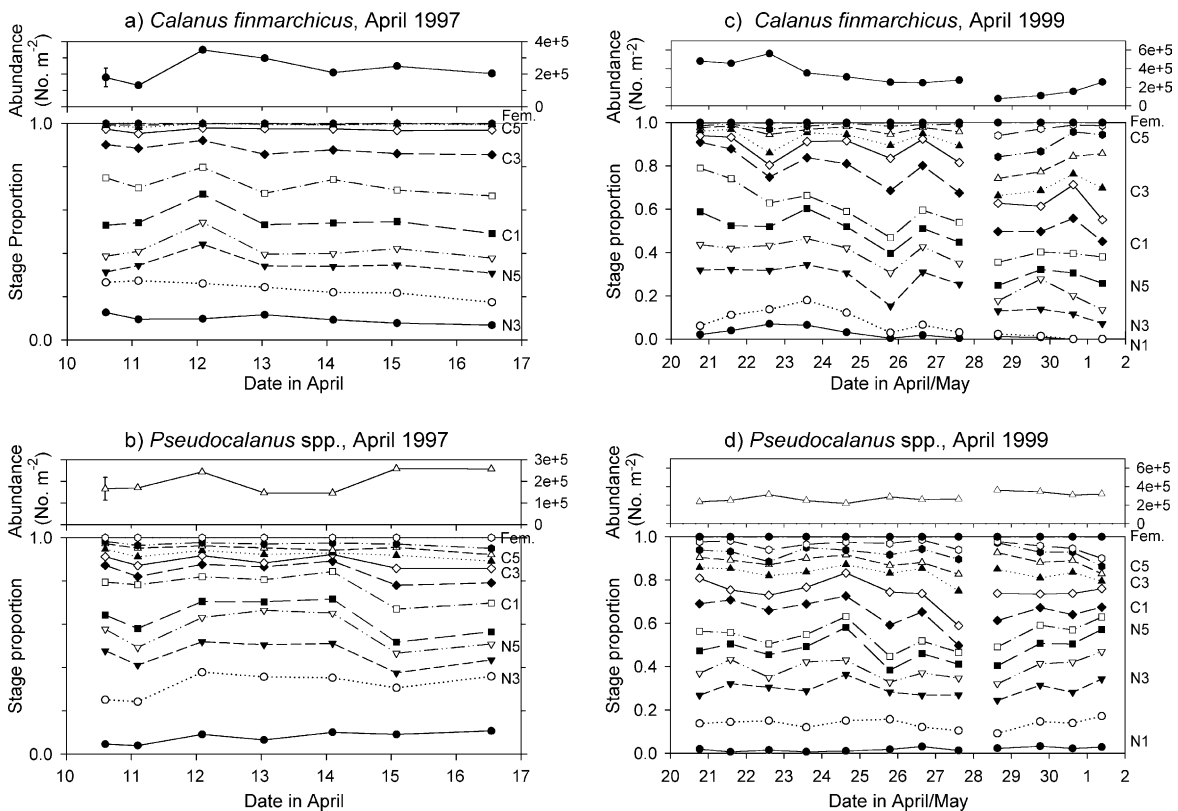 a) Calanus finmarchicus, April 1997
Abundance
(No. m-2)
4e+5
2e+5
0
Stage Proportion
1.0
0.0
Fem.
C5
C3
C1
N5
N3
10 11 12 13 14 15 16 17
Date in April
c) Calanus finmarchicus, April 1999
Abundance
(No. m-2)
6e+5
4e+5
2e+5
0
Stage proportion
1.0
0.8
0.6
0.4
0.2
0.0
Fem.
C5
C3
C1
N5
N3
N1
20 21 22 23 24 25 26 27 28 29 30 1 2
Date in April/May
b) Pseudocalanus spp., April 1997
Abundance
(No. m-2)
3e+5
2e+5
1e+5
0
Stage proportion
1.0
0.0
Fem.
C5
C3
C1
N5
N3
10 11 12 13 14 15 16 17
Date in April
d) Pseudocalanus spp., April 1999
Abundance
(No. m-2)
6e+5
4e+5
2e+5
0
Stage proportion
1.0
0.8
0.6
0.4
0.2
0.0
Fem.
C5
C3
C1
N5
N3
N1
20 21 22 23 24 25 26 27 28 29 30 1 2
Date in April/May